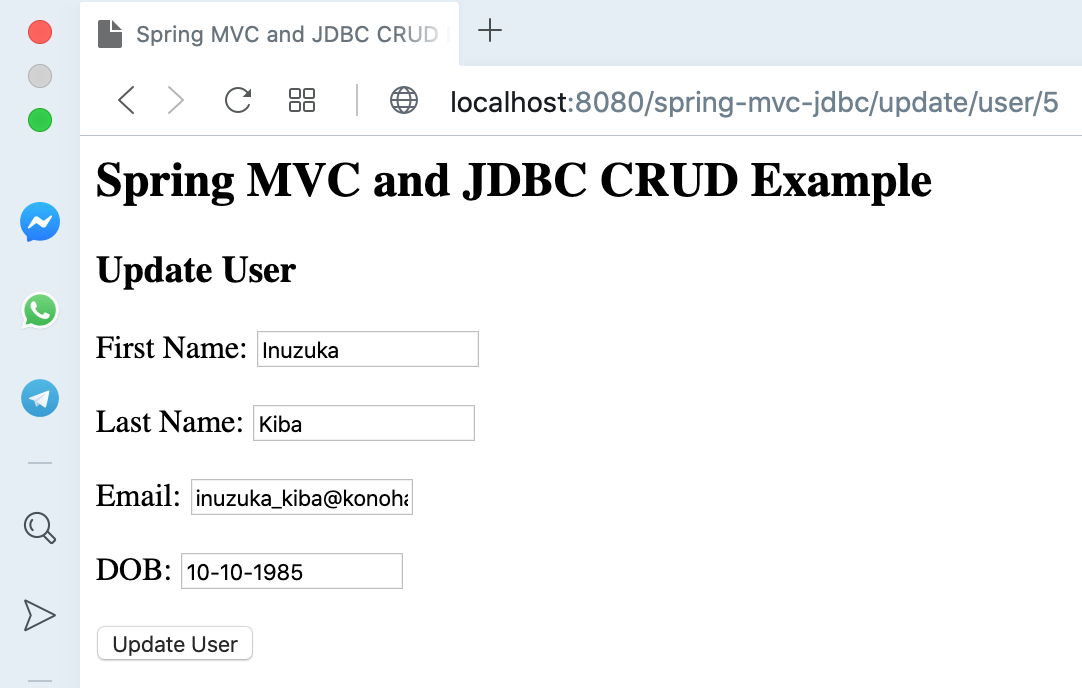 Spring MVC and JDBC CRUD
localhost:8080/spring-mvc-jdbc/update/user/5
Spring MVC and JDBC CRUD Example
Update User
First Name: Inuzuka
Last Name: Kiba
Email: inuzuka_kiba@konoha
DOB: 10-10-1985
Update User